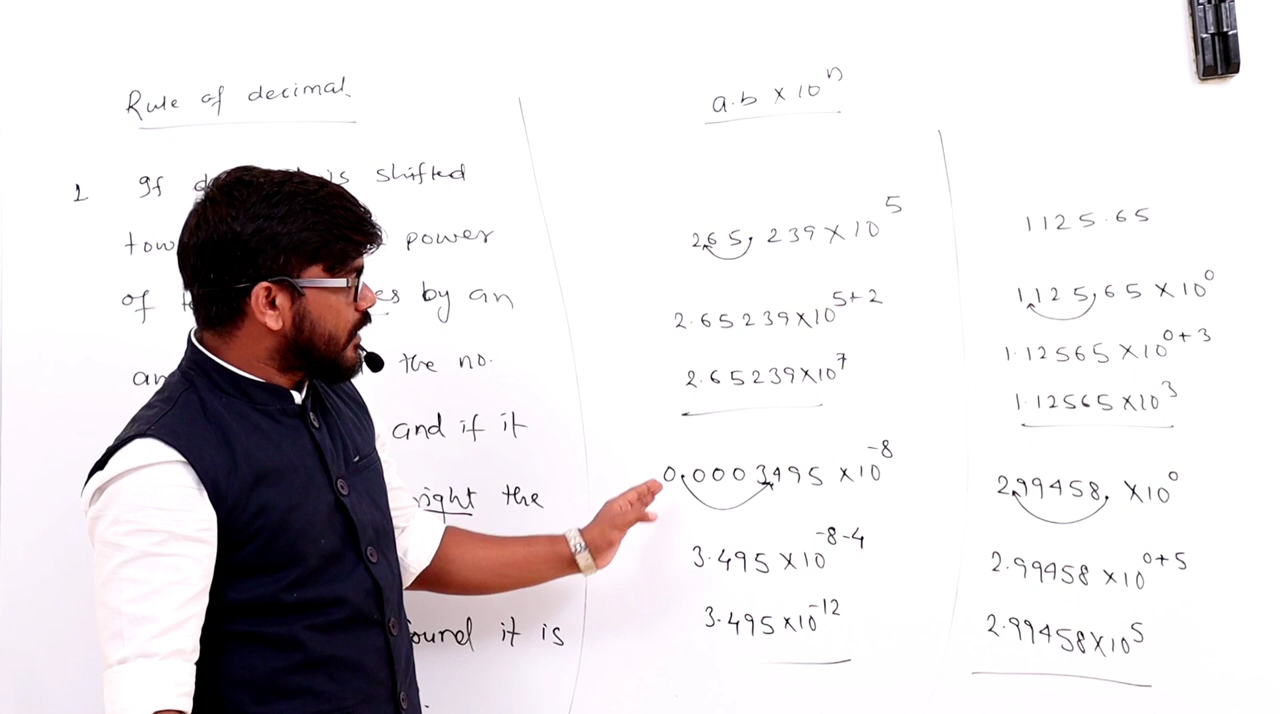 Rule of decimal
1 If is shifted
power
of by an
the no.
and if it
right the
it is
a.b × 10^n
265.239×10^5
2.65239×10^5+2
2.65239×10^7
0.0003495 ×10^-8
3.495 ×10^-8-4
3.495×10^-12
1125.65
1125.65 ×10^0
1.12565×10^0+3
1.12565×10^3
299458. ×10^0
2.99458 ×10^0+5
2.99458×10^5